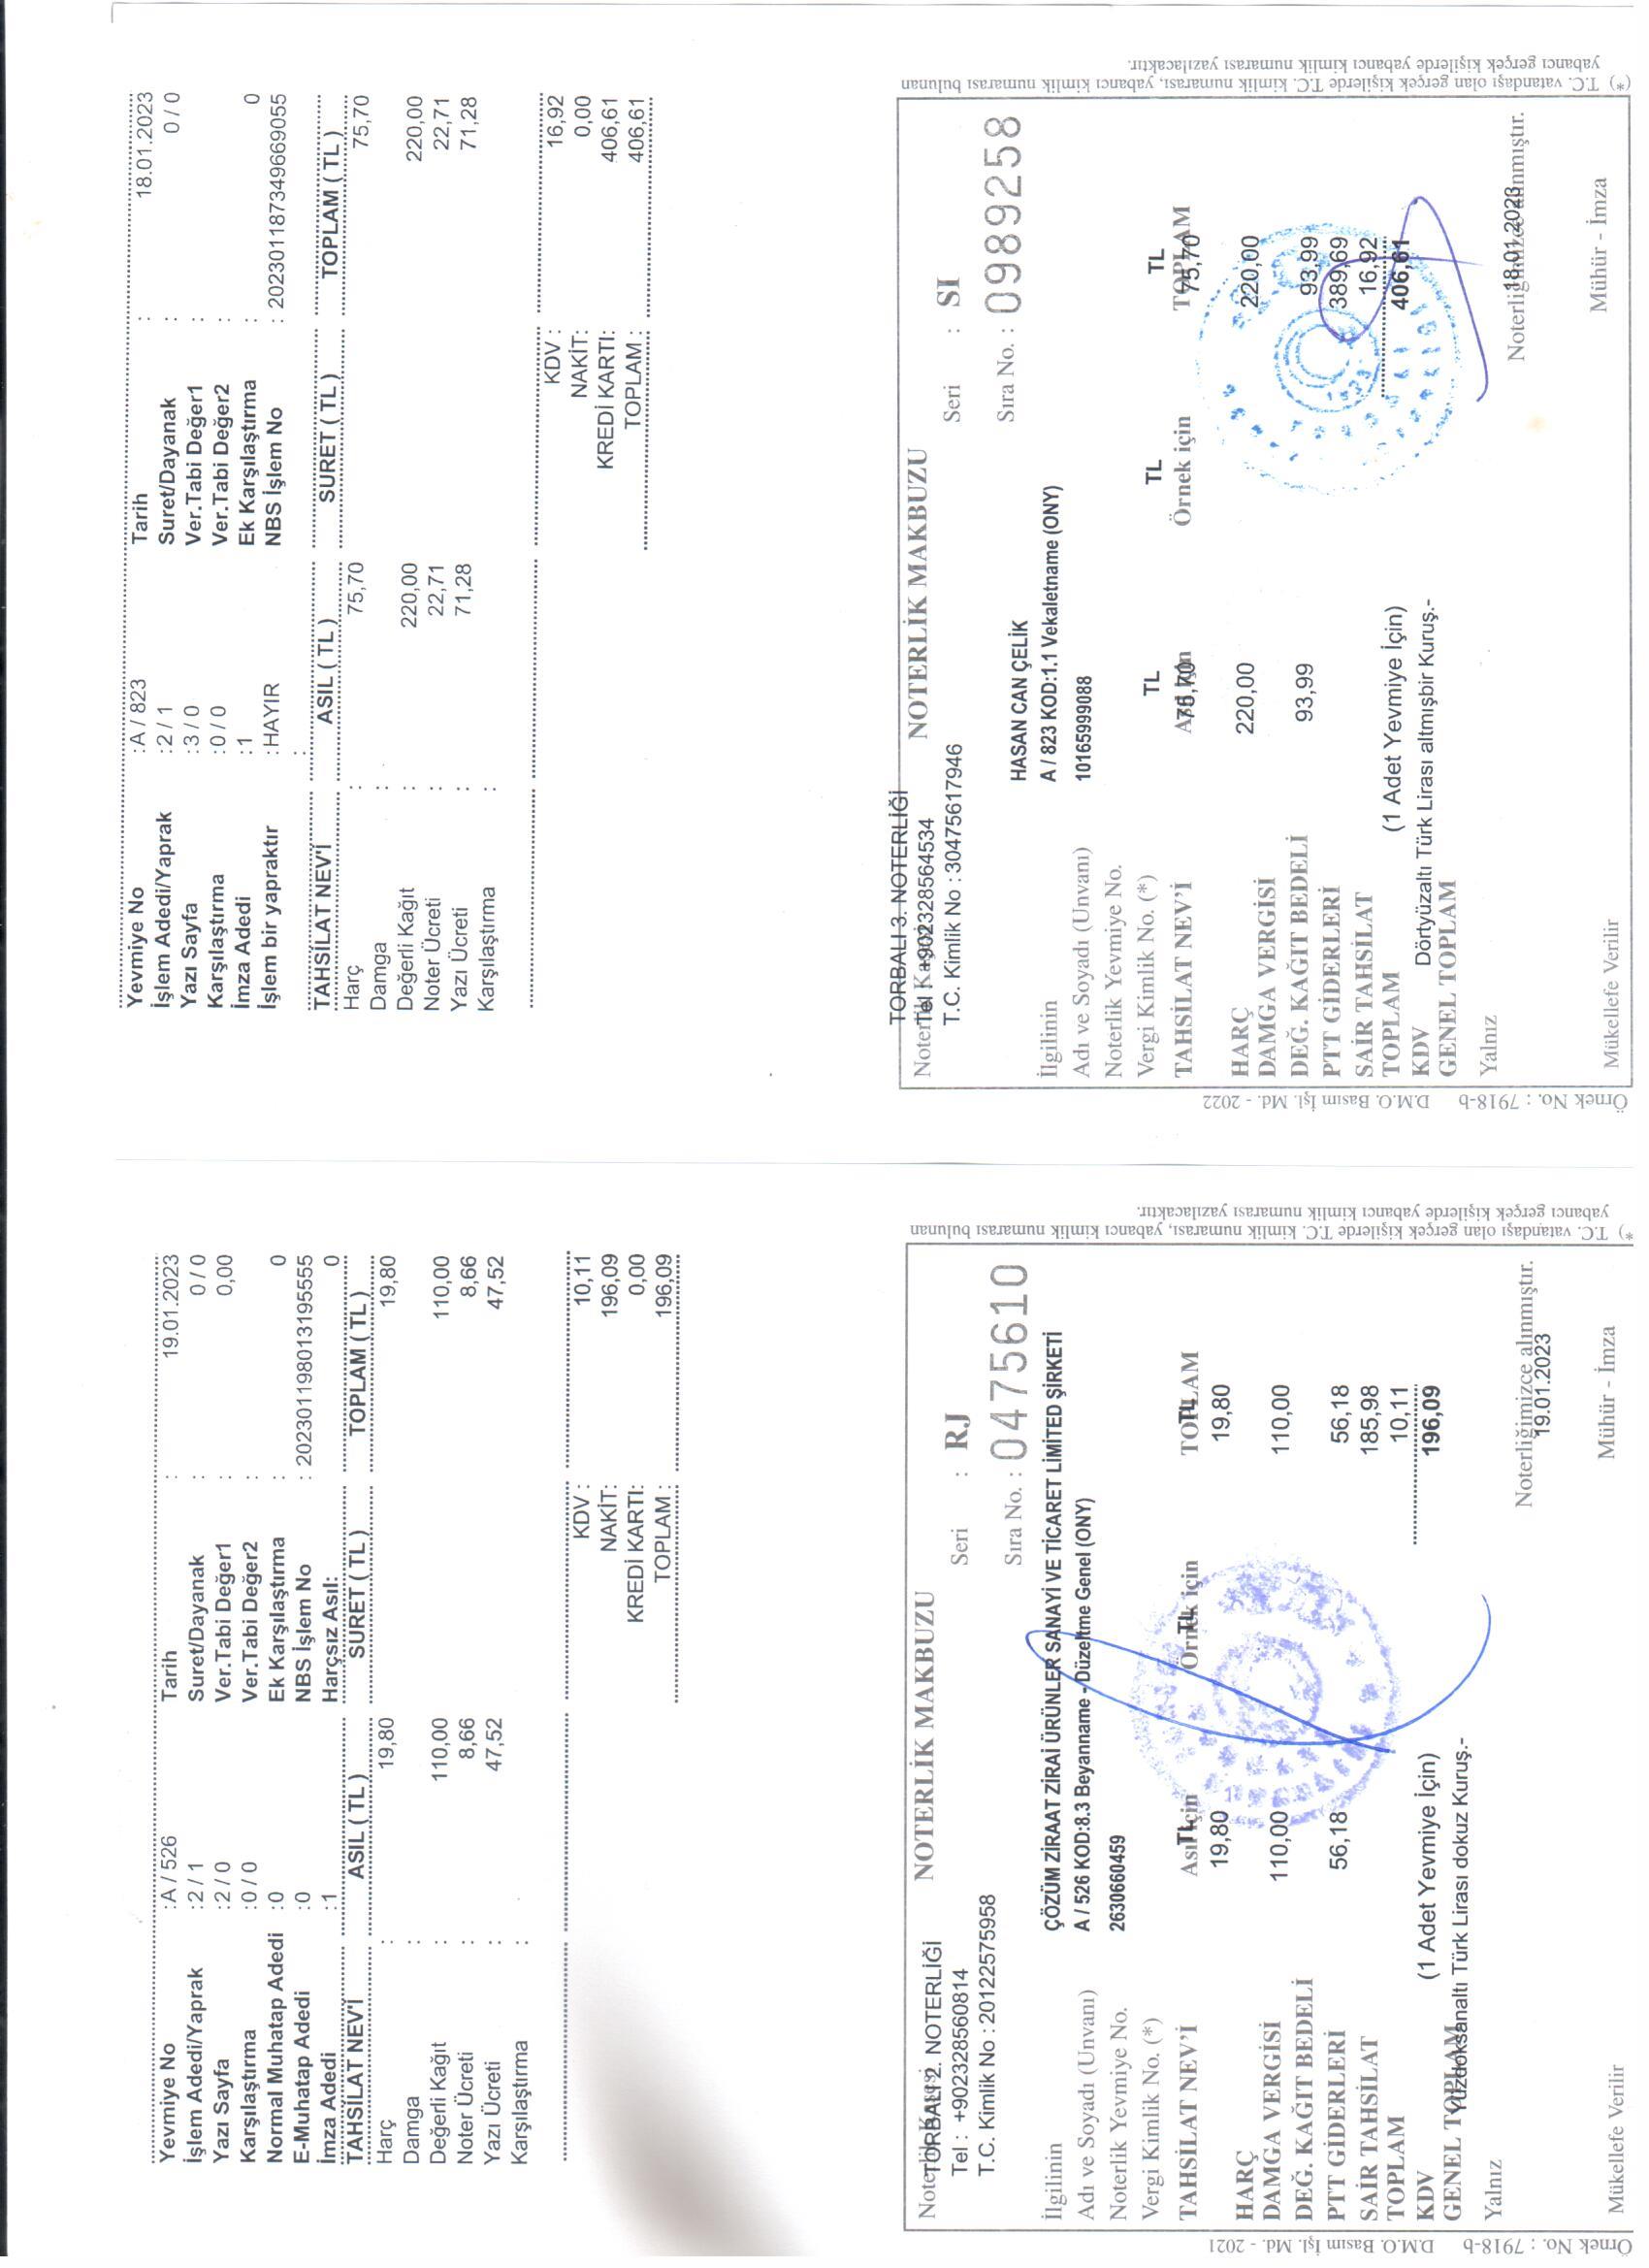 Yevmiye No :A / 823 Tarih : 18.01.2023
İşlem Adedi/Yaprak :2 / 1 Suret/Dayanak : 0 / 0
Yazı Sayfa :3 / 0 Ver.Tabi Değer1 :
Karşılaştırma :0 / 0 Ver.Tabi Değer2 :
İmza Adedi :1 Ek Karşılaştırma : 0
İşlem bir yapraktır :HAYIR NBS İşlem No : 20230118734966​9055
:
TAHSİLAT NEV'İ ASIL ( TL ) SURET ( TL ) TOPLAM ( TL )
Harç : 75,70 75,70
Damga :
Değerli Kağıt : 220,00 220,00
Noter Ücreti : 22,71 22,71
Yazı Ücreti : 71,28 71,28
Karşılaştırma :
KDV : 16,92
NAKİT: 0,00
KREDİ KARTI: 406,61
TOPLAM : 406,61
TORBALI 3. NOTERLİĞİ
NOTERLİK MAKBUZU
Tel : +902328564534
T.C. Kimlik No : 30475617946
Seri : SI
Sıra No. : 0989258
İlgilinin
Adı ve Soyadı (Unvanı) HASAN CAN ÇELİK
Noterlik Yevmiye No. A / 823 KOD:1.1 Vekaletname (ONY)
Vergi Kimlik No. (*) 10165999088
TL TL TL
TAHSİLAT NEV'İ Asıl için Örnek için TOPLAM
75,70 75,70
HARÇ
DAMGA VERGİSİ 220,00 220,00
DEĞ. KAĞIT BEDELİ
PTT GİDERLERİ 93,99 93,99
SAİR TAHSİLAT 389,69
TOPLAM 16,92
(1 Adet Yevmiye İçin) 406,61
KDV
GENEL TOPLAM
Dörtyüzaltı Türk Lirası altmışbir Kuruş.-
Yalnız
Noterliğimizce alınmıştır.
18.01.2023
Mükellefe Verilir Mühür - İmza
Örnek No. : 7918-b D.M.O. Basım İşl. Md. - 2022
(*) T.C. vatandaşı olan gerçek kişilerde T.C. kimlik numarası, yabancı kimlik numarası bulunan
yabancı gerçek kişilerde yabancı kimlik numarası yazılacaktır.
Yevmiye No :A / 526 Tarih : 19.01.2023
İşlem Adedi/Yaprak :2 / 1 Suret/Dayanak : 0 / 0
Yazı Sayfa :2 / 0 Ver.Tabi Değer1 : 0,00
Karşılaştırma :0 / 0 Ver.Tabi Değer2 :
Normal Muhatap Adedi :0 Ek Karşılaştırma : 0
E-Muhatap Adedi :0 NBS İşlem No : 20230119801319​5555
İmza Adedi :1 Harçsız Asıl: 0
TAHSİLAT NEV'İ ASIL ( TL ) SURET ( TL ) TOPLAM ( TL )
Harç : 19,80 19,80
Damga :
Değerli Kağıt : 110,00 110,00
Noter Ücreti : 8,66 8,66
Yazı Ücreti : 47,52 47,52
Karşılaştırma :
KDV : 10,11
NAKİT: 196,09
KREDİ KARTI: 0,00
TOPLAM : 196,09
NOTERLİK MAKBUZU
TORBALI 2. NOTERLİĞİ
Tel : +902328560814
T.C. Kimlik No : 20122575958
Seri : RJ
Sıra No. : 0475610
İlgilinin
Adı ve Soyadı (Unvanı) ÇÖZÜM ZİRAAT ZİRAİ ÜRÜNLER SANAYİ VE TİCARET LİMİTED ŞİRKETİ
Noterlik Yevmiye No. A / 526 KOD:8.3 Beyanname - Düzeltme Genel (ONY)
Vergi Kimlik No. (*) 2630660459
TL TL TL
TAHSİLAT NEV'İ Asıl için Örnek için TOPLAM
19,80 19,80
HARÇ
DAMGA VERGİSİ 110,00 110,00
DEĞ. KAĞIT BEDELİ
PTT GİDERLERİ 56,18 56,18
SAİR TAHSİLAT 185,98
TOPLAM 10,11
(1 Adet Yevmiye İçin) 196,09
KDV
GENEL TOPLAM
Yüzdoksanaltı Türk Lirası dokuz Kuruş.-
Yalnız
Noterliğimizce alınmıştır.
19.01.2023
Mükellefe Verilir Mühür - İmza
Örnek No. : 7918-b D.M.O. Basım İşl. Md. - 2021
*) T.C. vatandaşı olan gerçek kişilerde T.C. kimlik numarası, yabancı kimlik numarası bulunan
yabancı gerçek kişilerde yabancı kimlik numarası yazılacaktır.